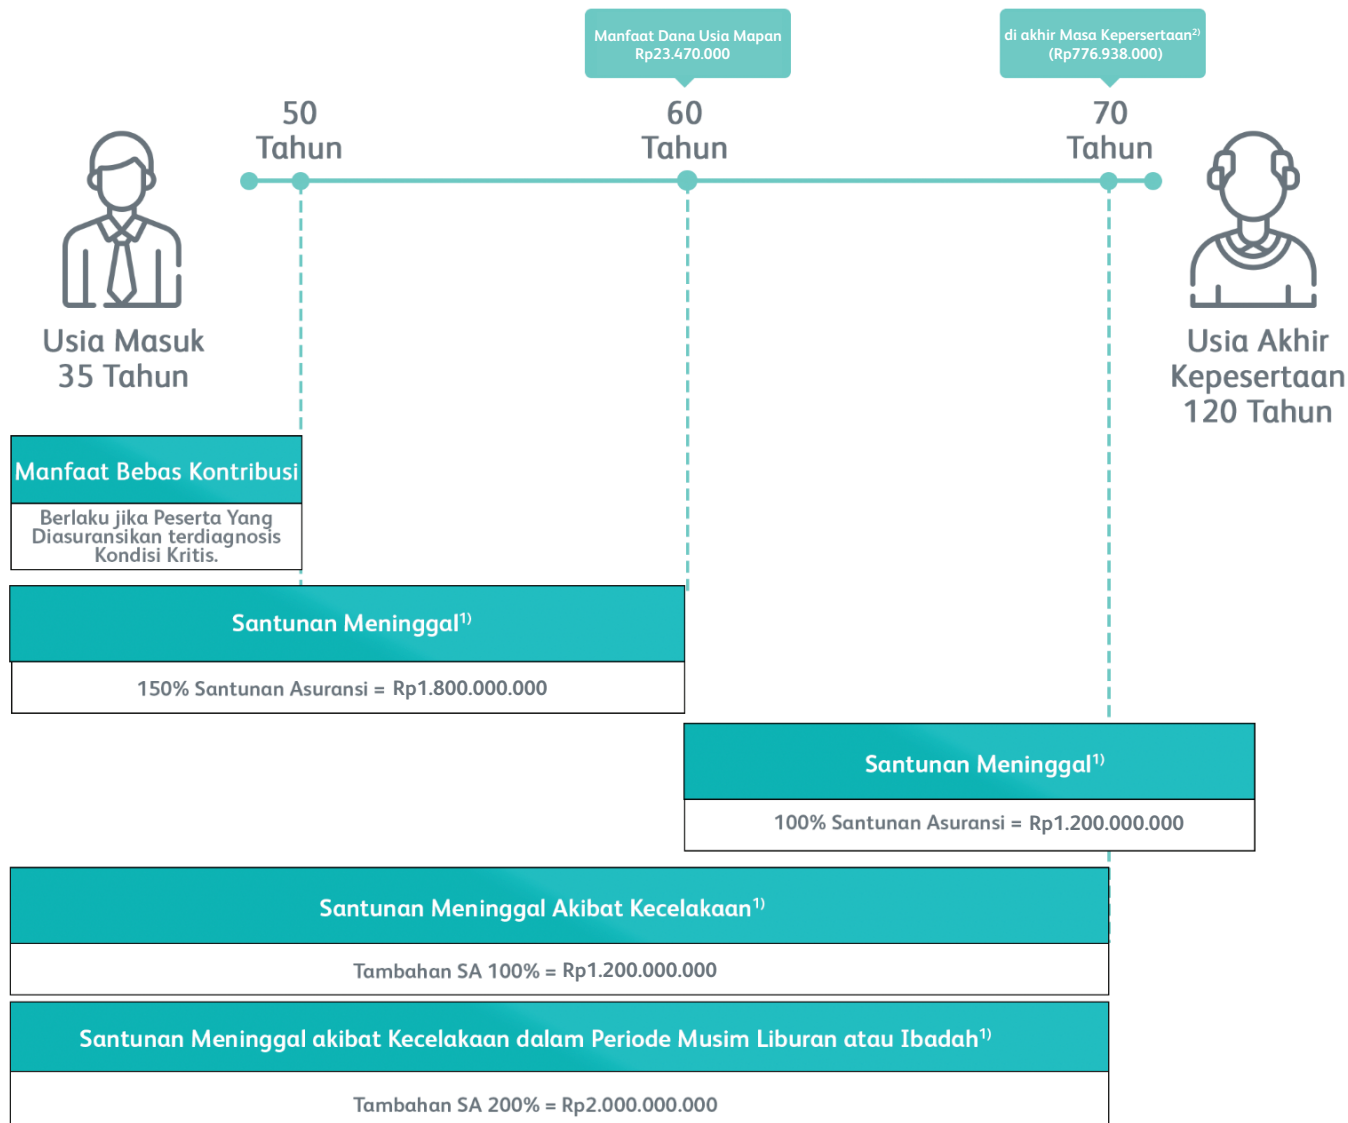 Manfaat Dana Usia Mapan
Rp23.470.000
di akhir Masa Kepersertaan²⁾
(Rp776.938.000)
50
Tahun
60
Tahun
70
Tahun
Usia Masuk
35 Tahun
Usia Akhir
Kepesertaan
120 Tahun
Manfaat Bebas Kontribusi
Berlaku jika Peserta Yang
Diasuransikan terdiagnosis
Kondisi Kritis.
Santunan Meninggal¹⁾
150% Santunan Asuransi = Rp1.800.000.000
Santunan Meninggal¹⁾
100% Santunan Asuransi = Rp1.200.000.000
Santunan Meninggal Akibat Kecelakaan¹⁾
Tambahan SA 100% = Rp1.200.000.000
Santunan Meninggal akibat Kecelakaan dalam Periode Musim Liburan atau Ibadah¹⁾
Tambahan SA 200% = Rp2.000.000.000